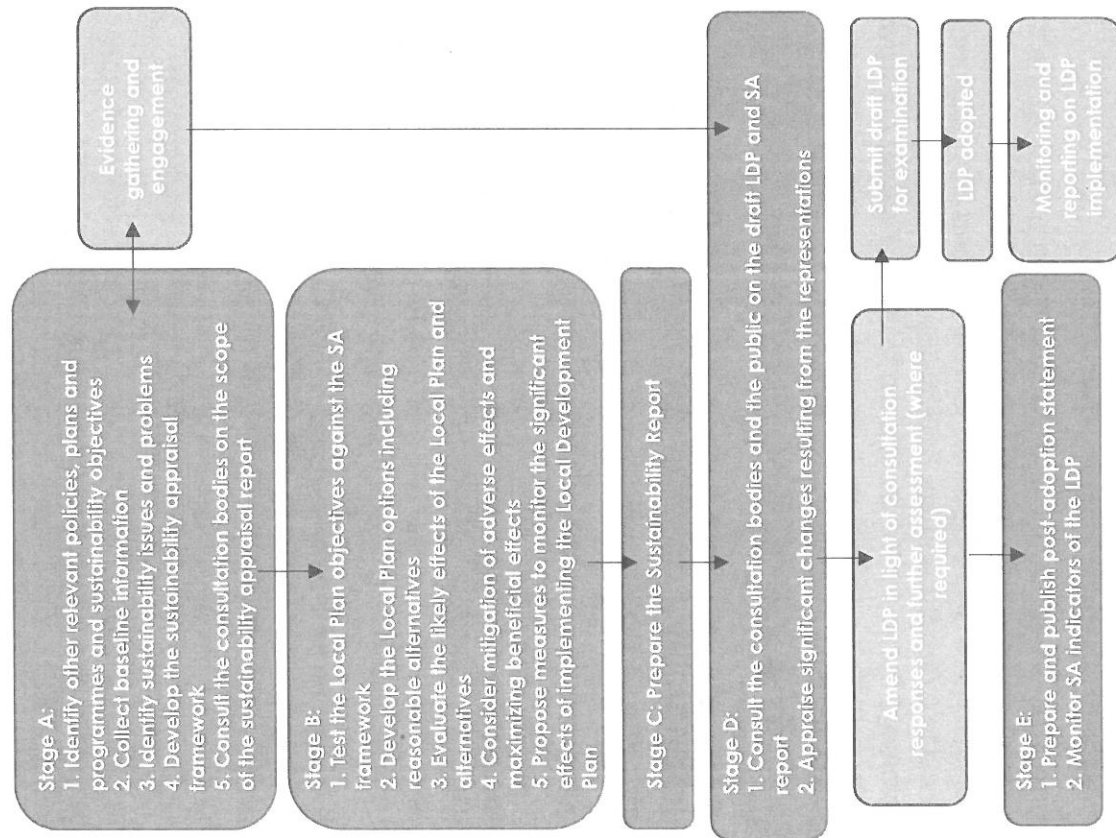 Stage A:
1. Identify other relevant policies, plans and
programmes and sustainability objectives
2. Collect baseline information
3. Identify sustainability issues and problems
4. Develop the sustainability appraisal
framework
5. Consult the consultation bodies on the scope
of the sustainability appraisal report
Evidence
gathering and
engagement
Stage B:
1. Test the Local Plan objectives against the SA
framework
2. Develop the Local Plan options including
reasonable alternatives
3. Evaluate the likely effects of the Local Plan and
alternatives
4. Consider mitigation of adverse effects and
maximizing beneficial effects
5. Propose measures to monitor the significant
effects of implementing the Local Development
Plan
Stage C: Prepare the Sustainability Report
Stage D:
1. Consult the consultation bodies and the public on the draft LDP and SA
report
2. Appraise significant changes resulting from the representations
Amend LDP in light of consultation
responses and further assessment (where
required)
Submit draft LDP
for examination
LDP adopted
Monitoring and
reporting on LDP
implementation
Stage E:
1. Prepare and publish post-adoption statement
2. Monitor SA indicators of the LDP